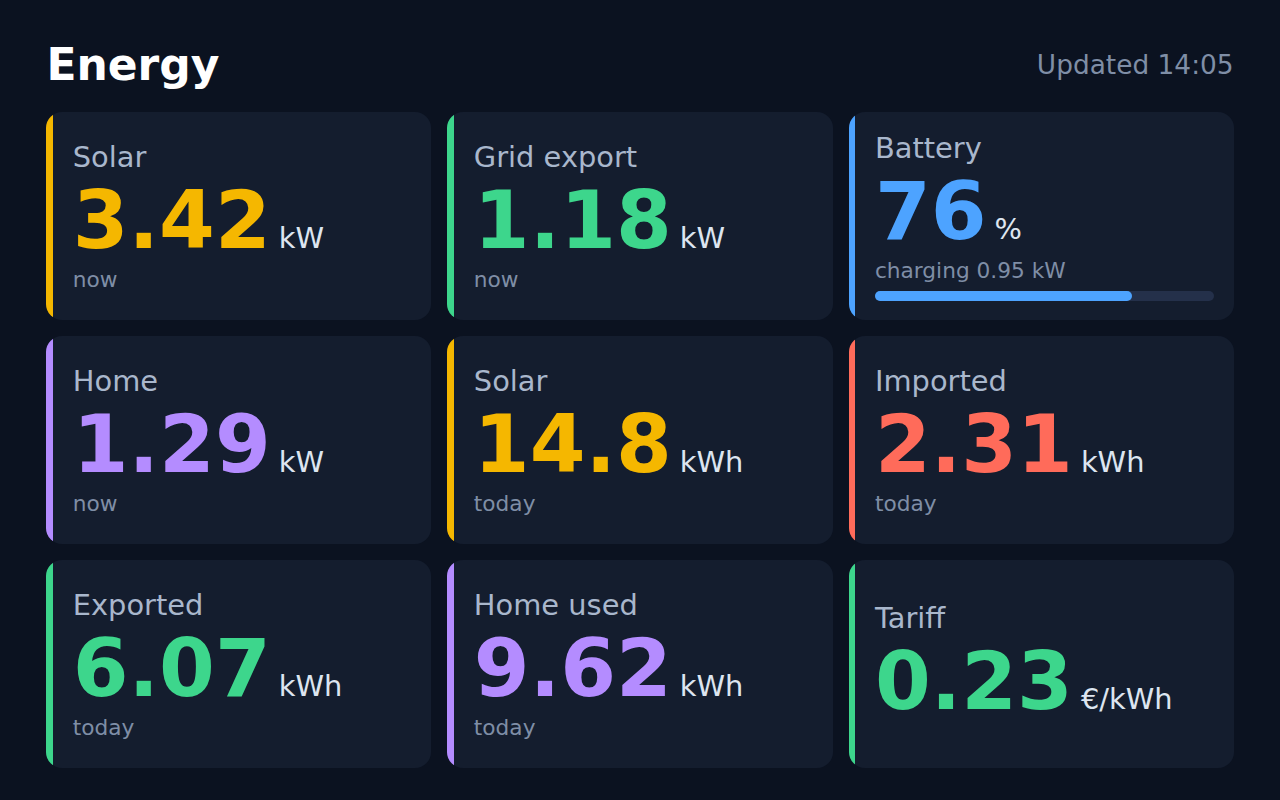 Energy
Updated 14:05
Solar
3.42 kW
now
Grid export
1.18 kW
now
Battery
76 %
charging 0.95 kW
Home
1.29 kW
now
Solar
14.8 kWh
today
Imported
2.31 kWh
today
Exported
6.07 kWh
today
Home used
9.62 kWh
today
Tariff
0.23 €/kWh